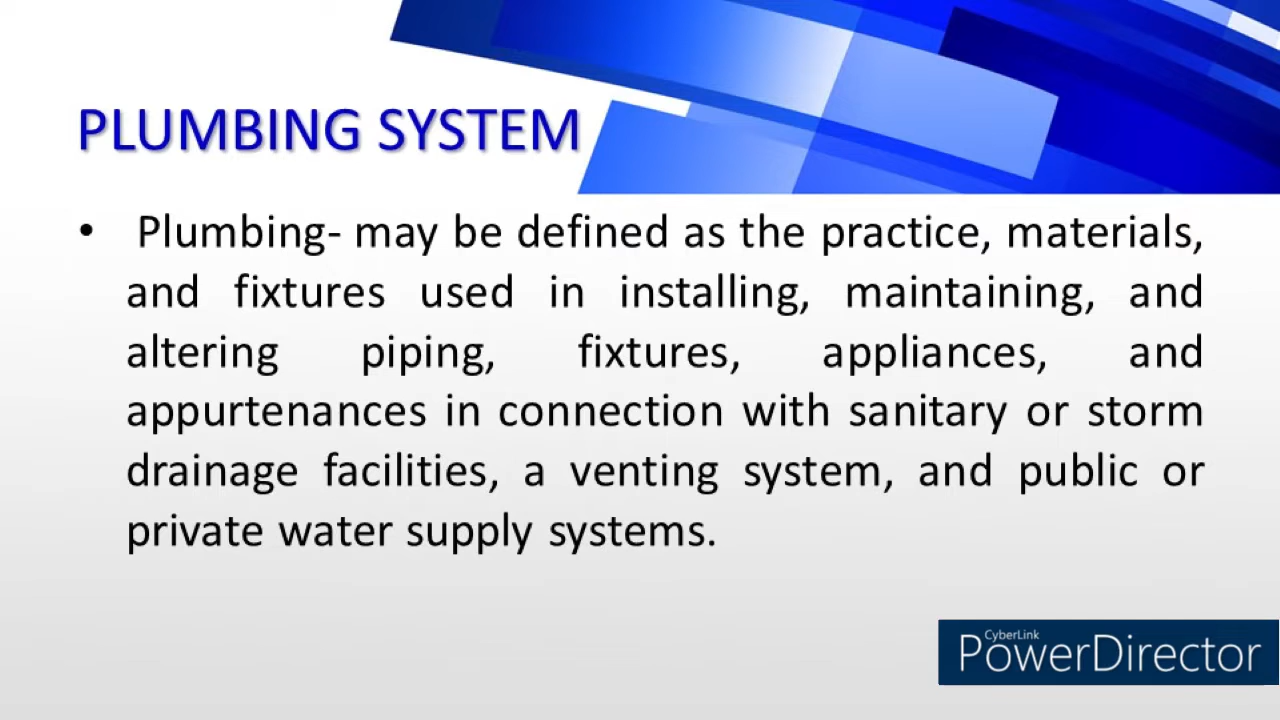 PLUMBING SYSTEM
• Plumbing- may be defined as the practice, materials,
and fixtures used in installing, maintaining, and
altering piping, fixtures, appliances, and
appurtenances in connection with sanitary or storm
drainage facilities, a venting system, and public or
private water supply systems.
CyberLink
PowerDirector